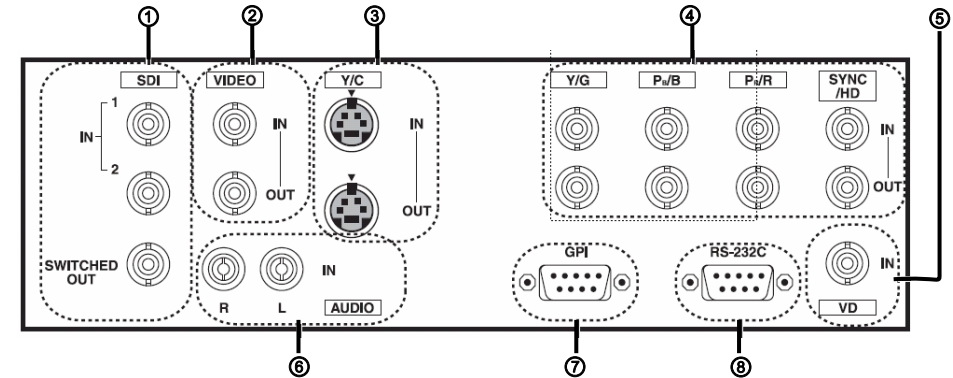 ① ② ③ ④ ⑤
SDI VIDEO Y/C Y/G PB/B PR/R SYNC
/HD
1
IN
2
IN
OUT
IN
OUT
IN
OUT
SWITCHED
OUT
R L
IN
AUDIO
GPI
RS-232C
IN
VD
⑥ ⑦ ⑧